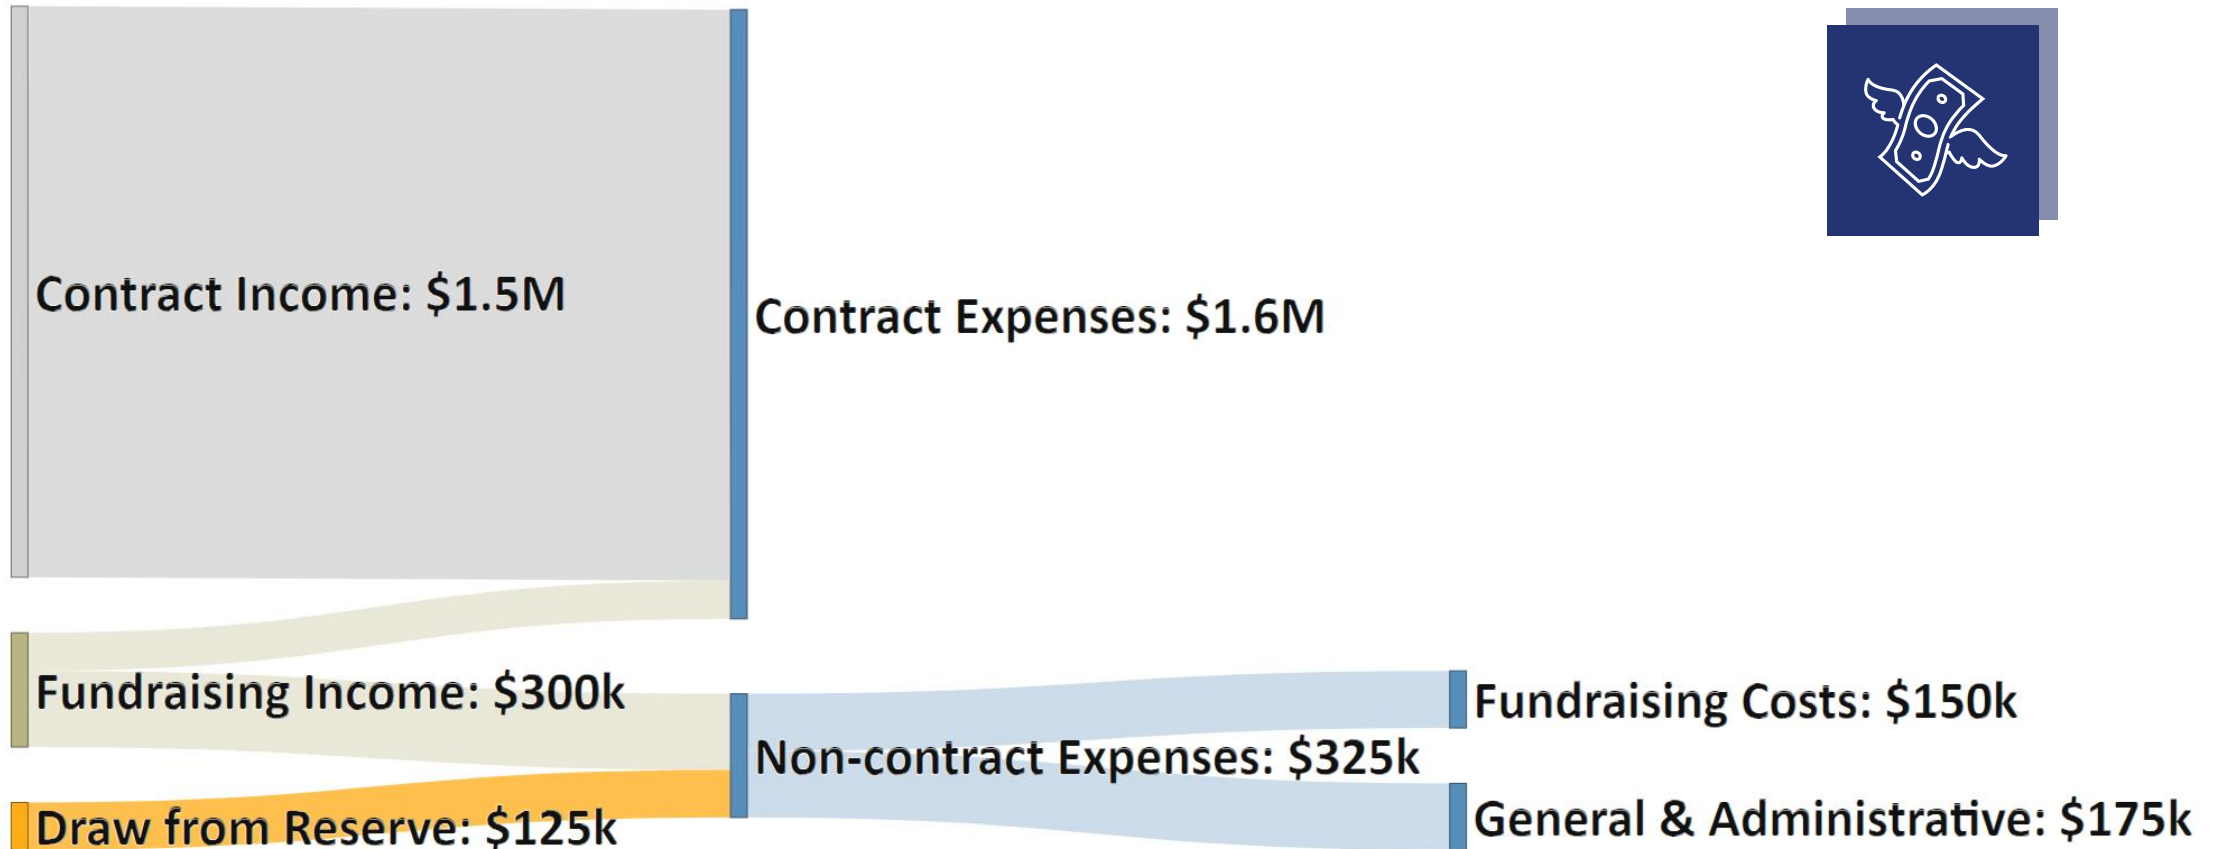 Contract Income: $1.5M
Contract Expenses: $1.6M
Fundraising Income: $300k
Fundraising Costs: $150k
Non-contract Expenses: $325k
Draw from Reserve: $125k
General & Administrative: $175k